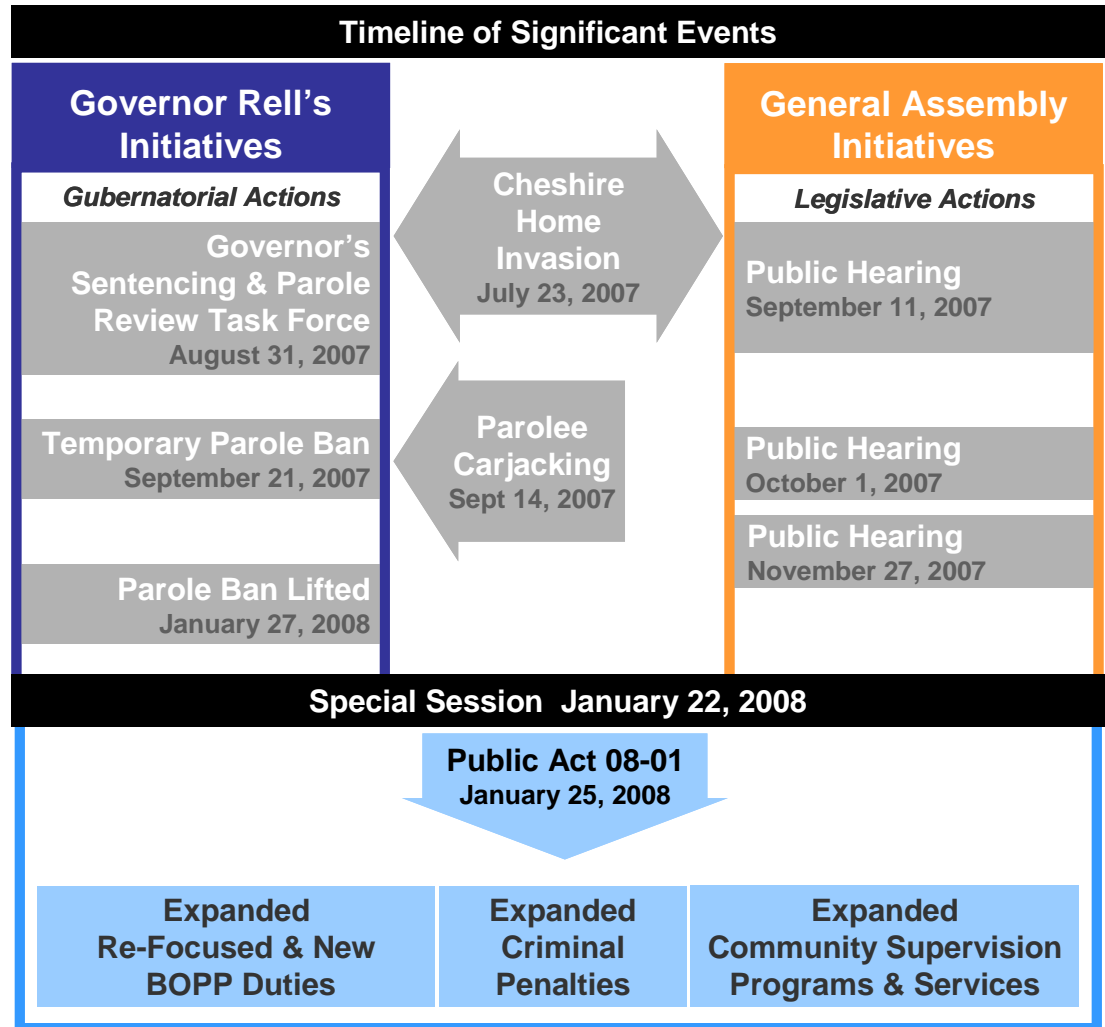 Timeline of Significant Events
Governor Rell’s
Initiatives
Gubernatorial Actions
Governor’s
Sentencing & Parole
Review Task Force
August 31, 2007
Temporary Parole Ban
September 21, 2007
Parole Ban Lifted
January 27, 2008
Cheshire
Home
Invasion
July 23, 2007
Parolee
Carjacking
Sept 14, 2007
General Assembly
Initiatives
Legislative Actions
Public Hearing
September 11, 2007
Public Hearing
October 1, 2007
Public Hearing
November 27, 2007
Special Session January 22, 2008
Public Act 08-01
January 25, 2008
Expanded
Re-Focused & New
BOPP Duties
Expanded
Criminal
Penalties
Expanded
Community Supervision
Programs & Services